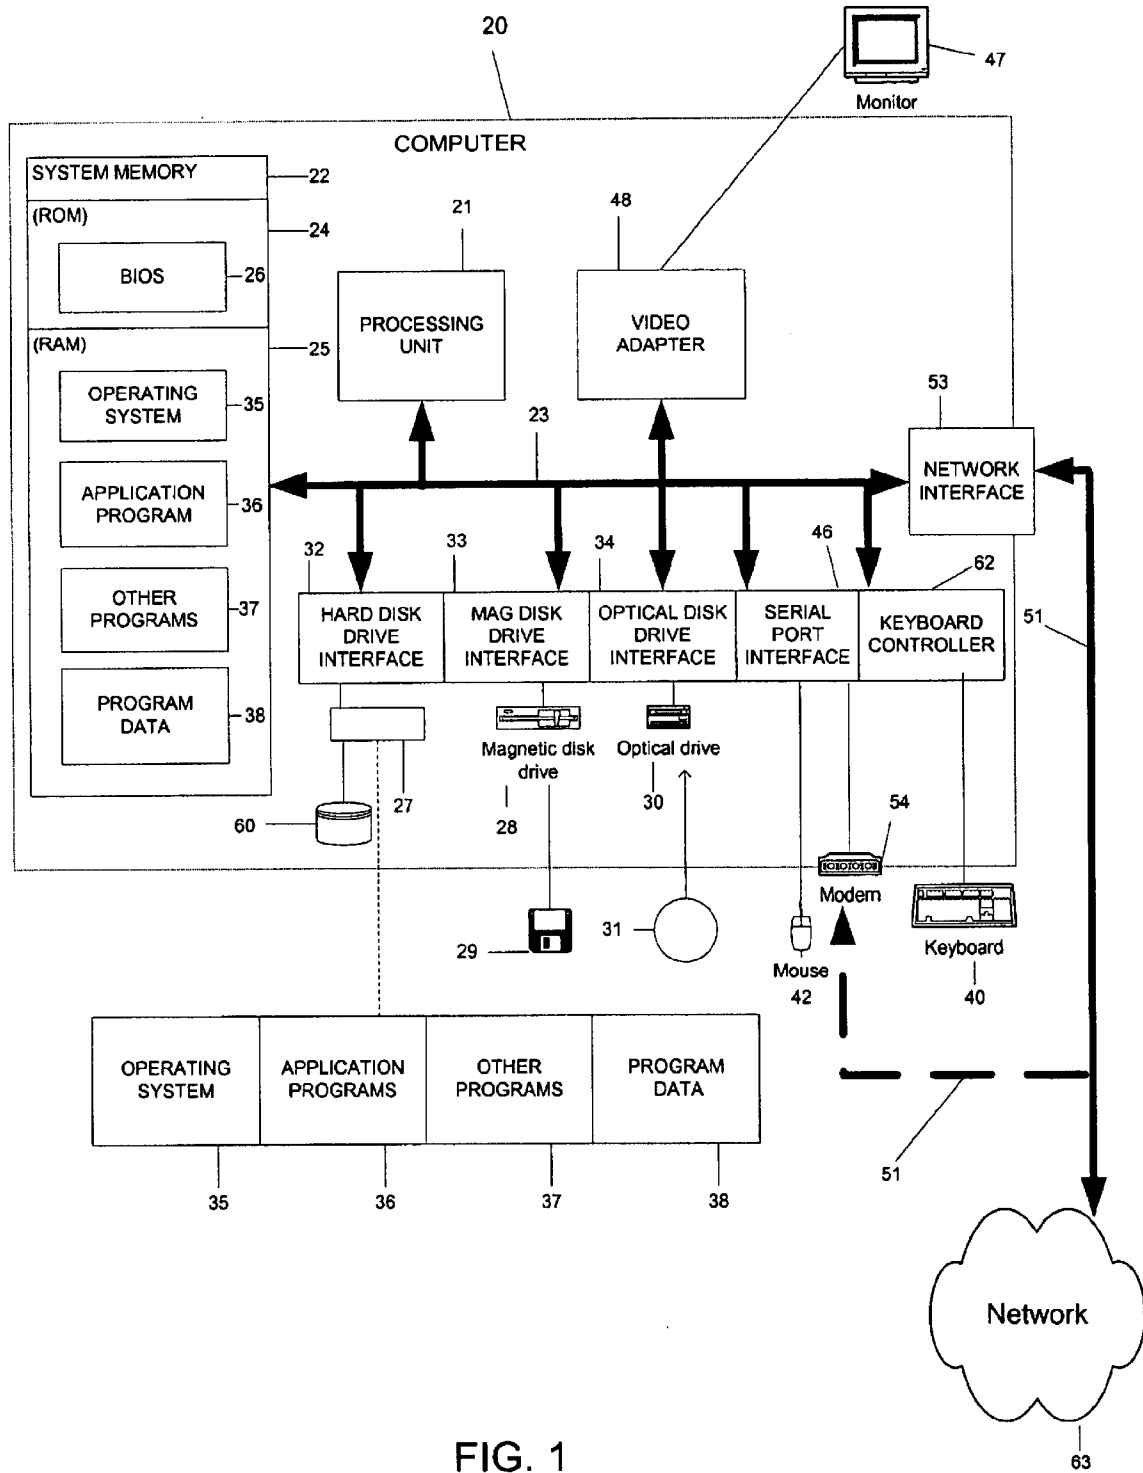 20
47
Monitor
COMPUTER
SYSTEM MEMORY
22
(ROM)
24
BIOS
26
(RAM)
25
OPERATING
SYSTEM
35
APPLICATION
PROGRAM
36
OTHER
PROGRAMS
37
PROGRAM
DATA
38
21
PROCESSING
UNIT
48
VIDEO
ADAPTER
23
53
NETWORK
INTERFACE
32
HARD DISK
DRIVE
INTERFACE
33
MAG DISK
DRIVE
INTERFACE
34
OPTICAL DISK
DRIVE
INTERFACE
46
SERIAL
PORT
INTERFACE
62
KEYBOARD
CONTROLLER
51
27
60
Magnetic disk
drive
28
Optical drive
30
54
Modem
29
31
Mouse
42
Keyboard
40
OPERATING
SYSTEM
APPLICATION
PROGRAMS
OTHER
PROGRAMS
PROGRAM
DATA
35
36
37
38
51
Network
63
FIG. 1